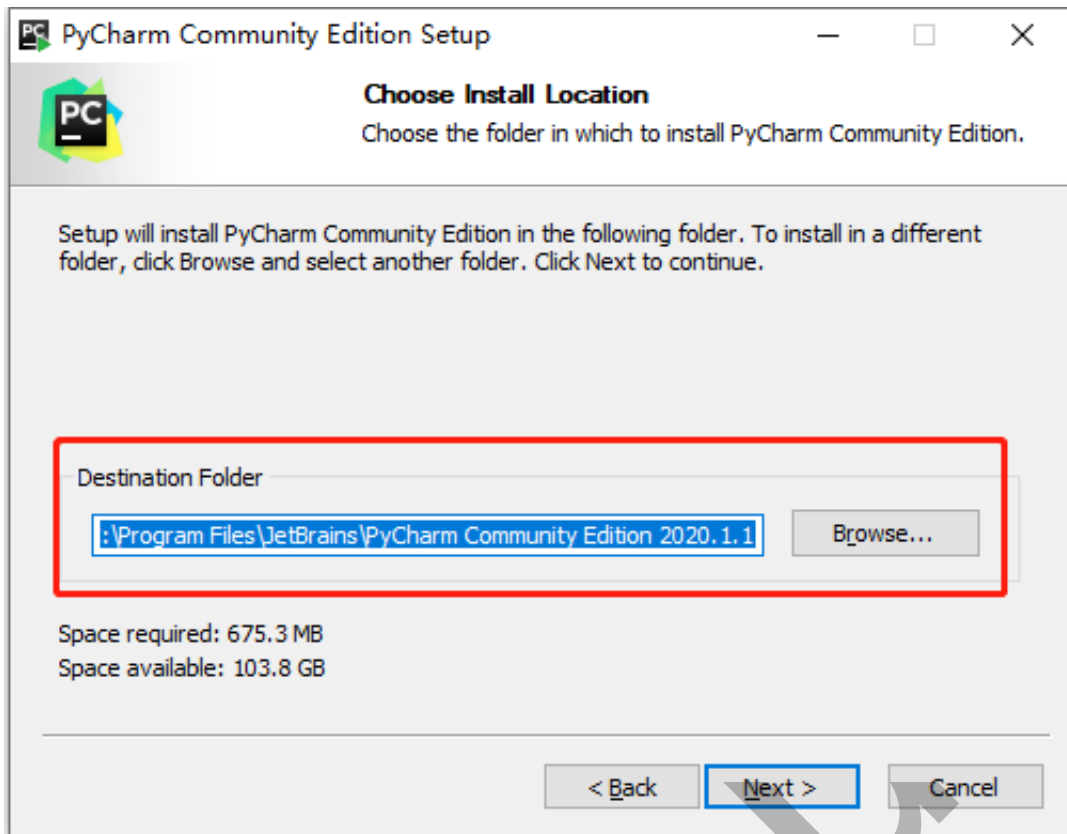 PyCharm Community Edition Setup
PC
Choose Install Location
Choose the folder in which to install PyCharm Community Edition.
Setup will install PyCharm Community Edition in the following folder. To install in a different
folder, click Browse and select another folder. Click Next to continue.
Destination Folder
:\Program Files\JetBrains\PyCharm Community Edition 2020.1.1
Browse...
Space required: 675.3 MB
Space available: 103.8 GB
< Back
Next >
Cancel